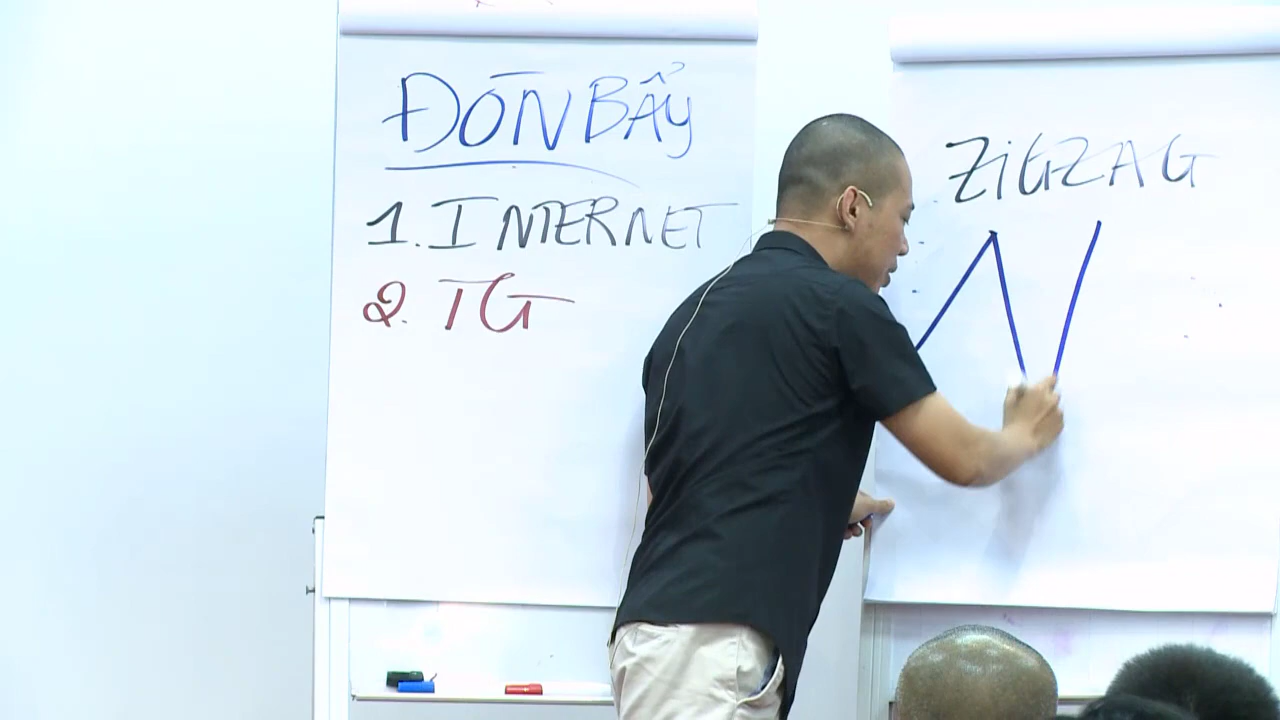 ĐÒN BẨY
1. INTERNET
2. TG
ZiGZAG